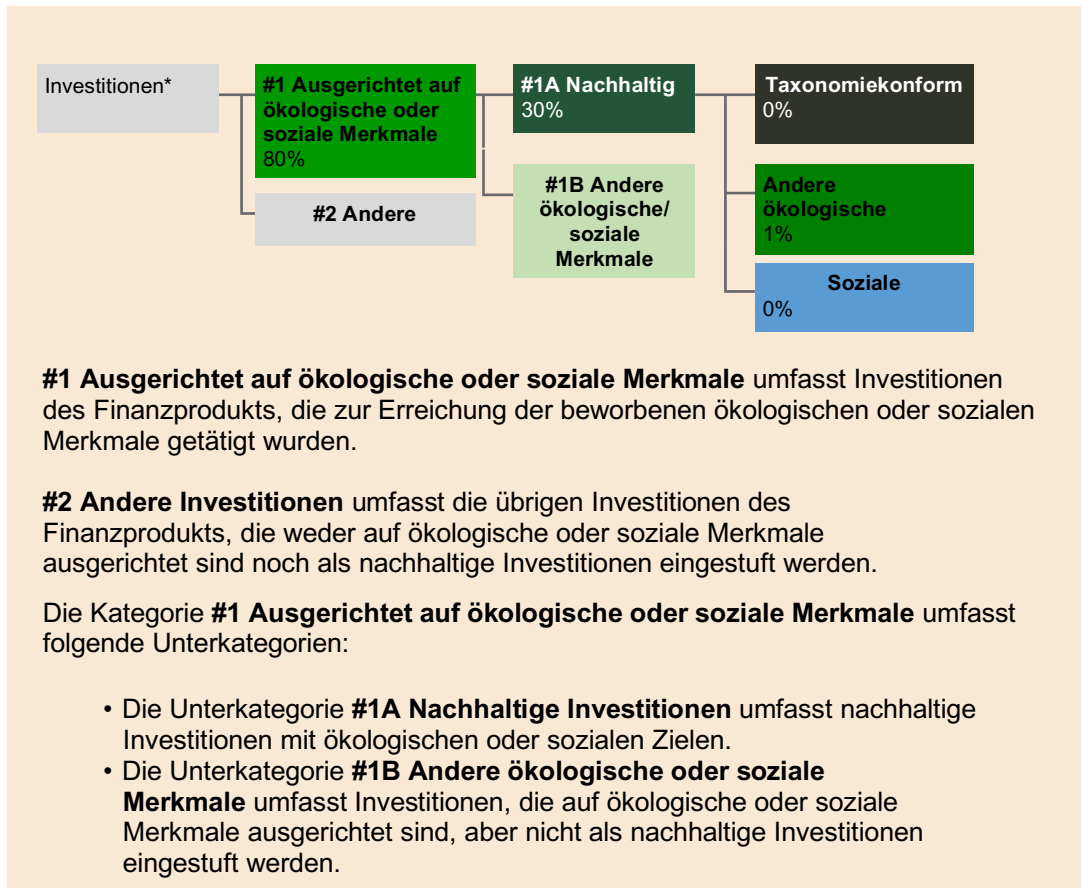 Investitionen*
#1 Ausgerichtet auf
ökologische oder
soziale Merkmale
80%
#2 Andere
#1A Nachhaltig
30%
#1B Andere
ökologische/
soziale
Merkmale
Taxonomiekonform
0%
Andere
ökologische
1%
Soziale
0%
#1 Ausgerichtet auf ökologische oder soziale Merkmale umfasst Investitionen
des Finanzprodukts, die zur Erreichung der beworbenen ökologischen oder sozialen
Merkmale getätigt wurden.
#2 Andere Investitionen umfasst die übrigen Investitionen des
Finanzprodukts, die weder auf ökologische oder soziale Merkmale
ausgerichtet sind noch als nachhaltige Investitionen eingestuft werden.
Die Kategorie #1 Ausgerichtet auf ökologische oder soziale Merkmale umfasst
folgende Unterkategorien:
• Die Unterkategorie #1A Nachhaltige Investitionen umfasst nachhaltige
Investitionen mit ökologischen oder sozialen Zielen.
• Die Unterkategorie #1B Andere ökologische oder soziale
Merkmale umfasst Investitionen, die auf ökologische oder soziale
Merkmale ausgerichtet sind, aber nicht als nachhaltige Investitionen
eingestuft werden.